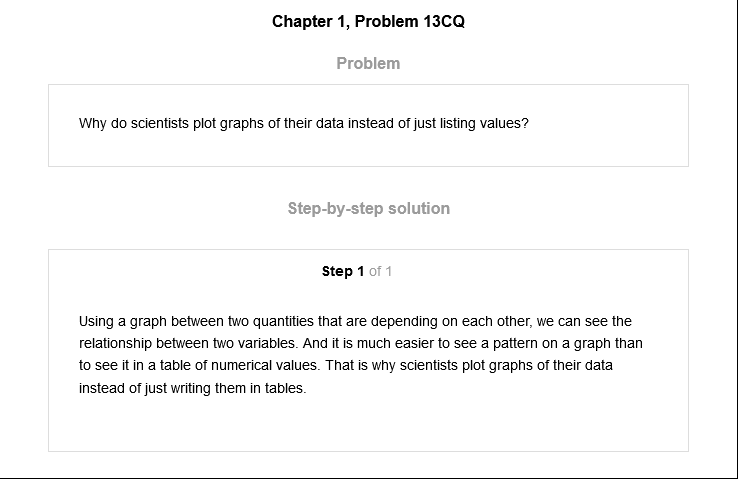 Chapter 1, Problem 13CQ
Problem
Why do scientists plot graphs of their data instead of just listing values?
Step-by-step solution
Step 1 of 1
Using a graph between two quantities that are depending on each other, we can see the
relationship between two variables. And it is much easier to see a pattern on a graph than
to see it in a table of numerical values. That is why scientists plot graphs of their data
instead of just writing them in tables.